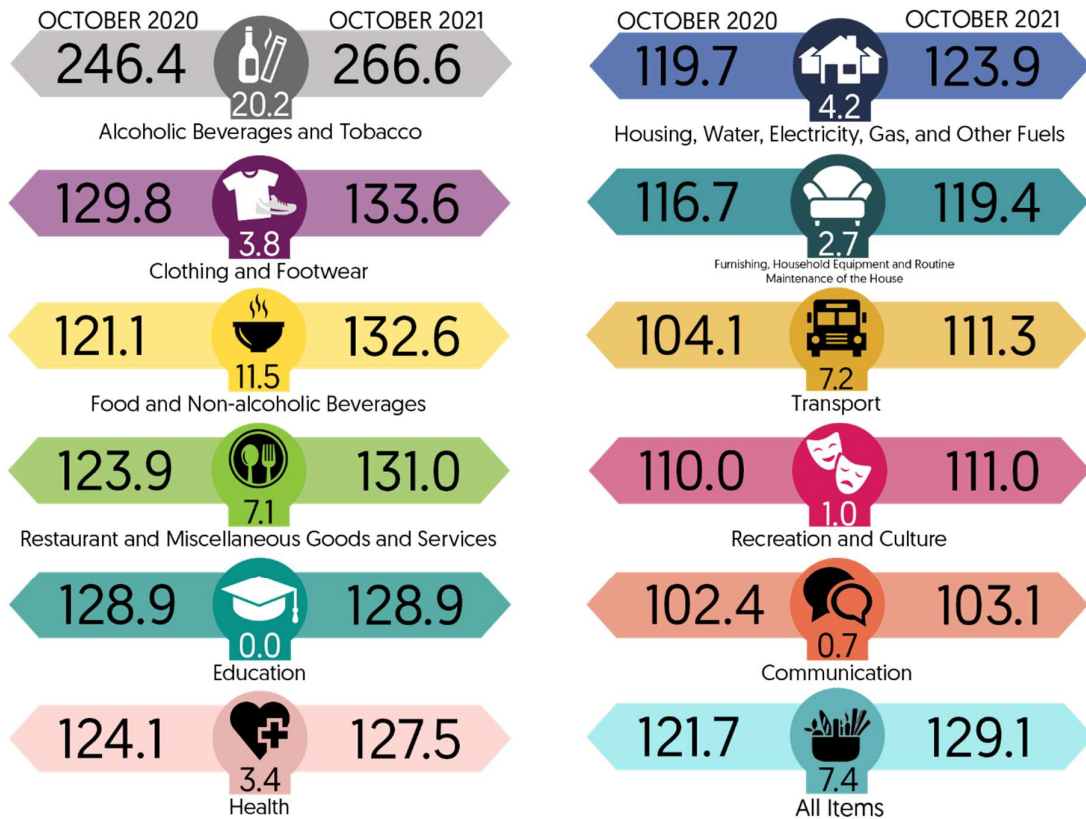 OCTOBER 2020 OCTOBER 2021
246.4 266.6
20.2
Alcoholic Beverages and Tobacco
129.8 133.6
3.8
Clothing and Footwear
121.1 132.6
11.5
Food and Non-alcoholic Beverages
123.9 131.0
7.1
Restaurant and Miscellaneous Goods and Services
128.9 128.9
0.0
Education
124.1 127.5
3.4
Health
OCTOBER 2020 OCTOBER 2021
119.7 123.9
4.2
Housing, Water, Electricity, Gas, and Other Fuels
116.7 119.4
2.7
Furnishing, Household Equipment and Routine
Maintenance of the House
104.1 111.3
7.2
Transport
110.0 111.0
1.0
Recreation and Culture
102.4 103.1
0.7
Communication
121.7 129.1
7.4
All Items